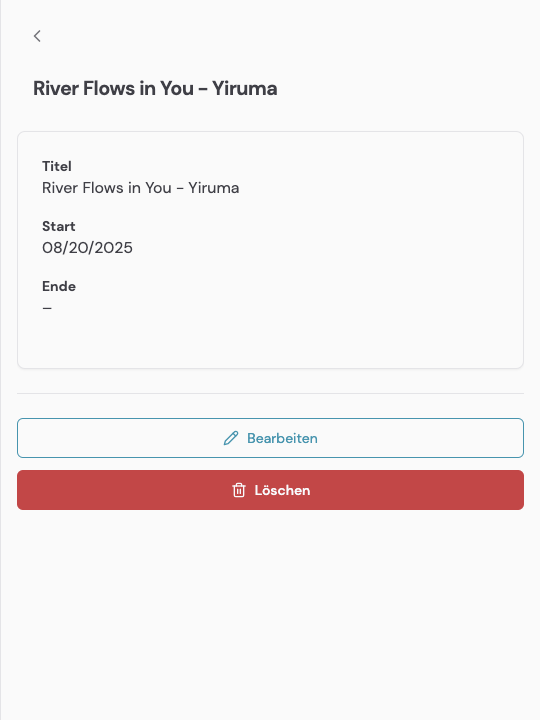 River Flows in You – Yiruma
Titel
River Flows in You – Yiruma
Start
08/20/2025
Ende
–
Bearbeiten
Löschen